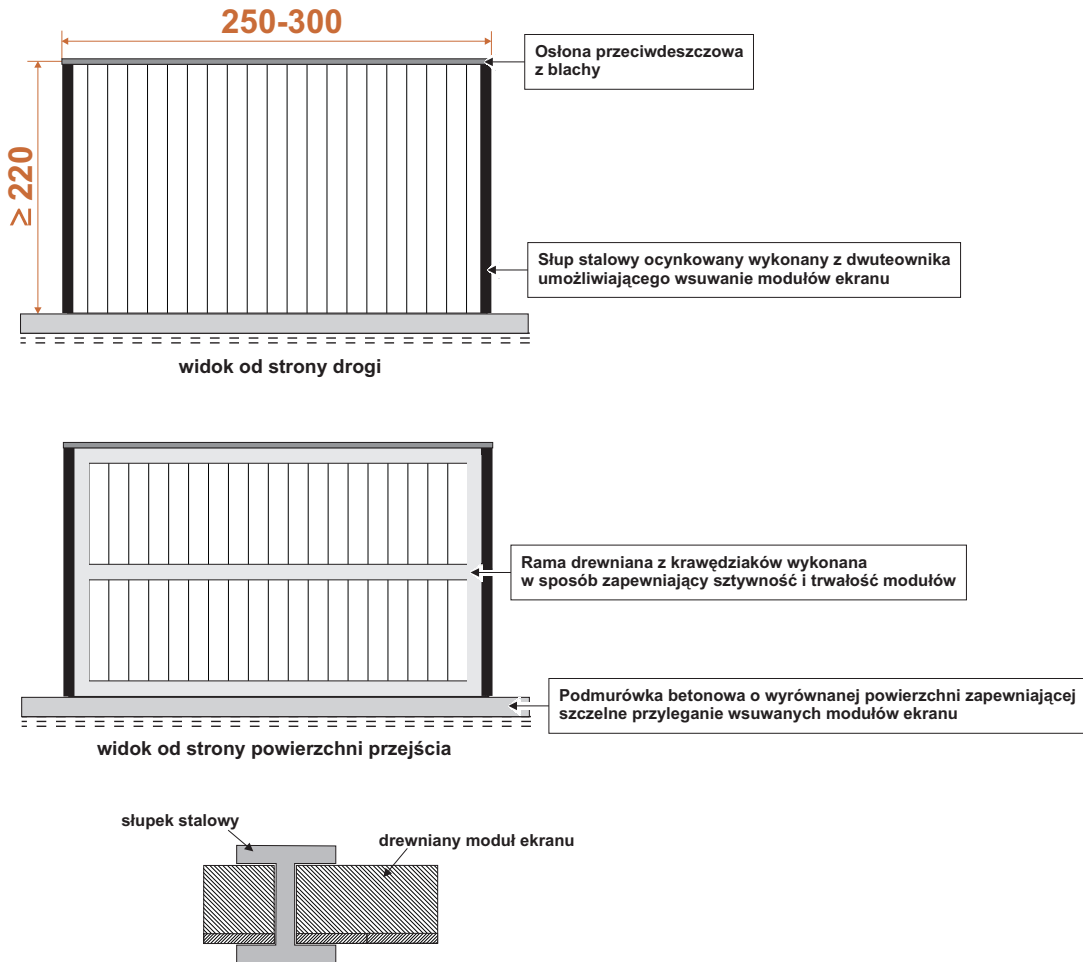 250-300
Osłona przeciwdeszczowa
z blachy
≥ 220
Słup stalowy ocynkowany wykonany z dwuteownika
umożliwiającego wsuwanie modułów ekranu
widok od strony drogi
Rama drewniana z krawędziaków wykonana
w sposób zapewniający sztywność i trwałość modułów
Podmurówka betonowa o wyrównanej powierzchni zapewniającej
szczelne przyleganie wsuwanych modułów ekranu
widok od strony powierzchni przejścia
słupek stalowy
drewniany moduł ekranu